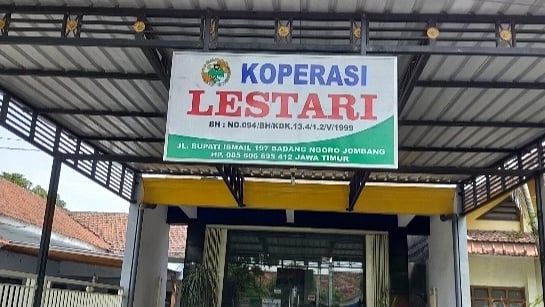 KOPERASI
LESTARI
BH : NO.094/BH/KDK.13.4/1.2/V/1999
JL. BUPATI ISMAIL 197 BADANG NGORO JOMBANG
HP. 085 606 695 412 JAWA TIMUR